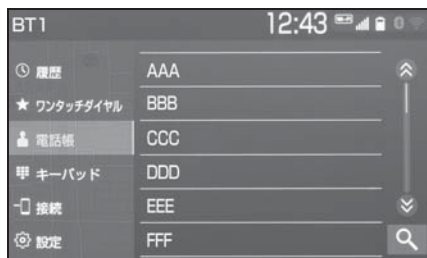 BT1 12:43
履歴
ワンタッチダイヤル
電話帳
キーパッド
接続
設定
AAA
BBB
CCC
DDD
EEE
FFF